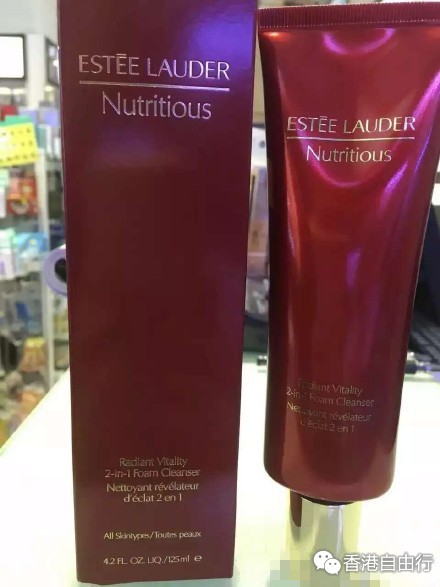 ESTĒE LAUDER
Nutritious
Radiant Vitality
2-in-1 Foam Cleanser
Nettoyant révélateur
d'éclat 2 en 1
All Skintypes/Toutes peaux
4.2 FL. OZ. LIQ./125 ml ℮
ESTĒE LAUDER
Nutritious
Radiant Vitality
2-in-1 Foam Cleanser
Nettoyant révélateur
d'éclat 2 en 1
香港自由行